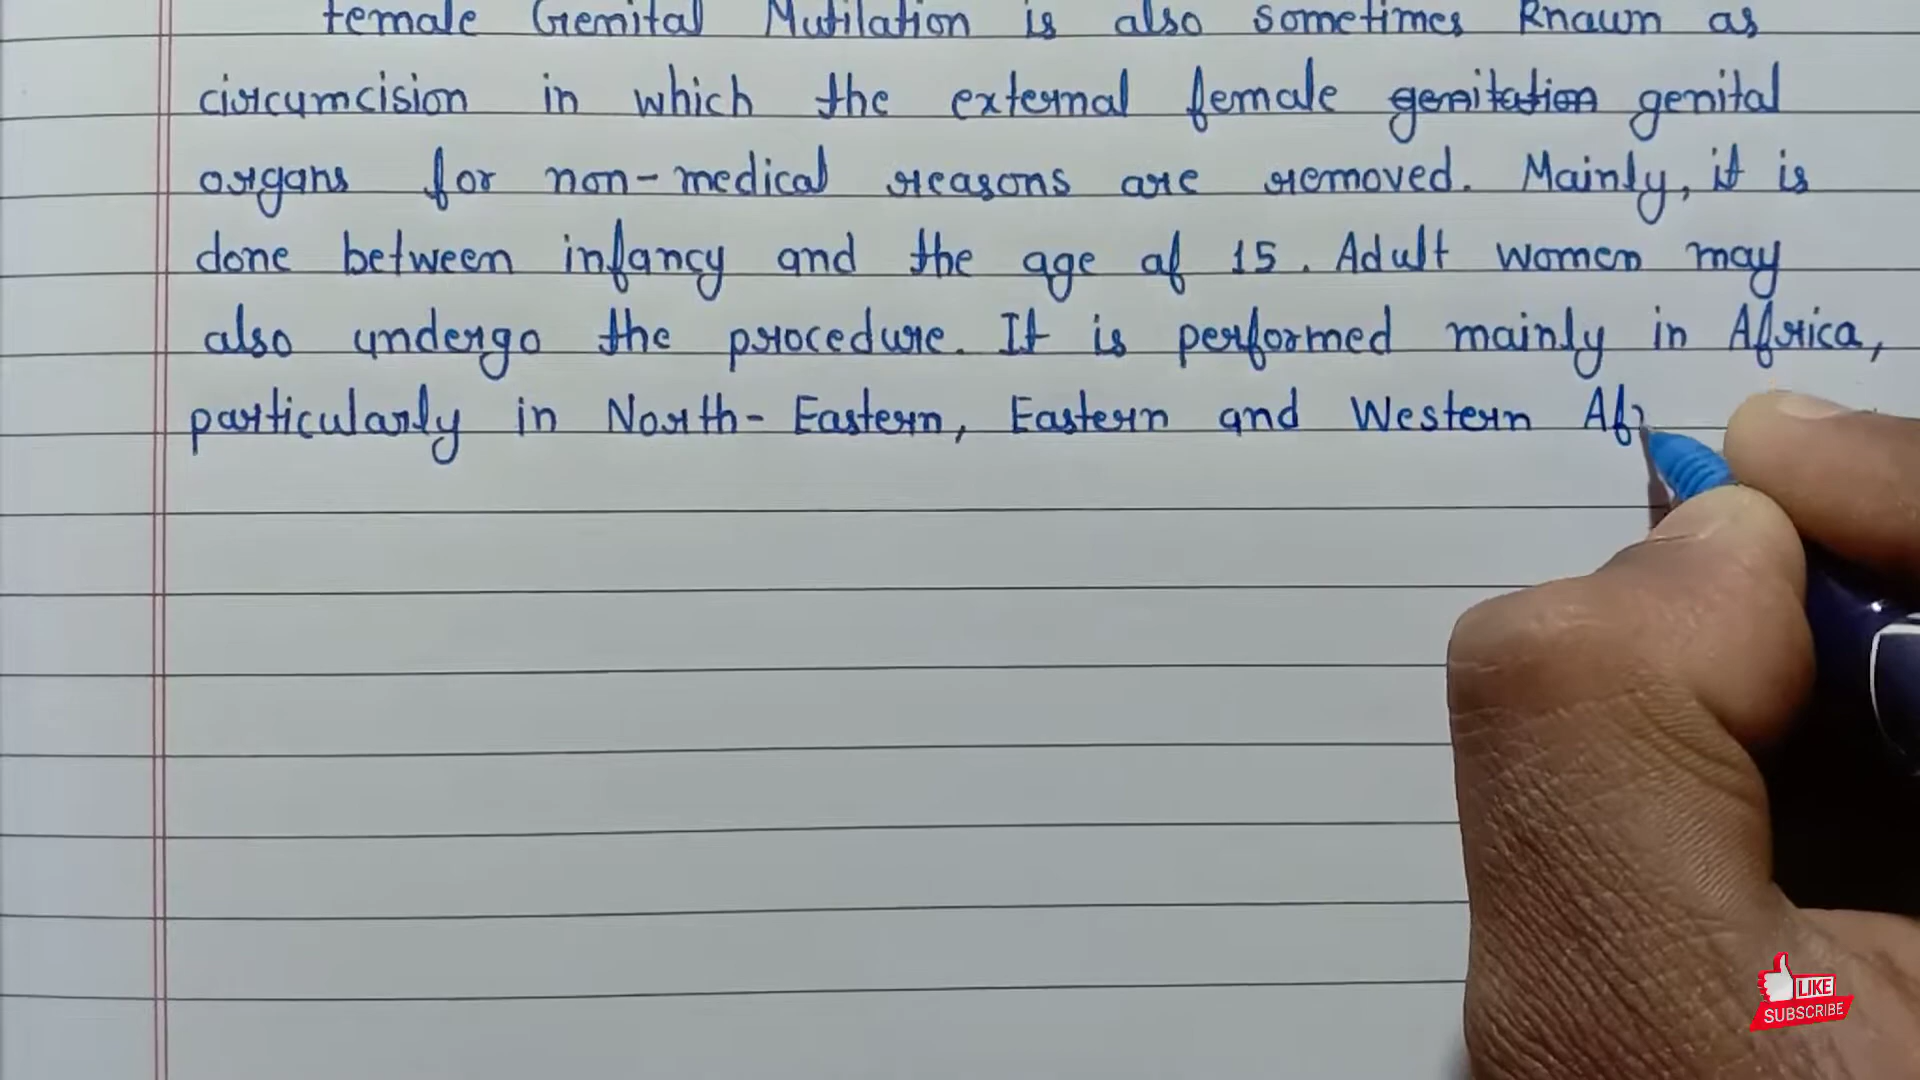 Female Genital Mutilation is also sometimes known as
circumcision in which the external female genitation genital
organs for non-medical reasons are removed. Mainly, it is
done between infancy and the age of 15. Adult women may
also undergo the procedure. It is performed mainly in Africa,
particularly in North-Eastern, Eastern and Western Afr
LIKE
SUBSCRIBE